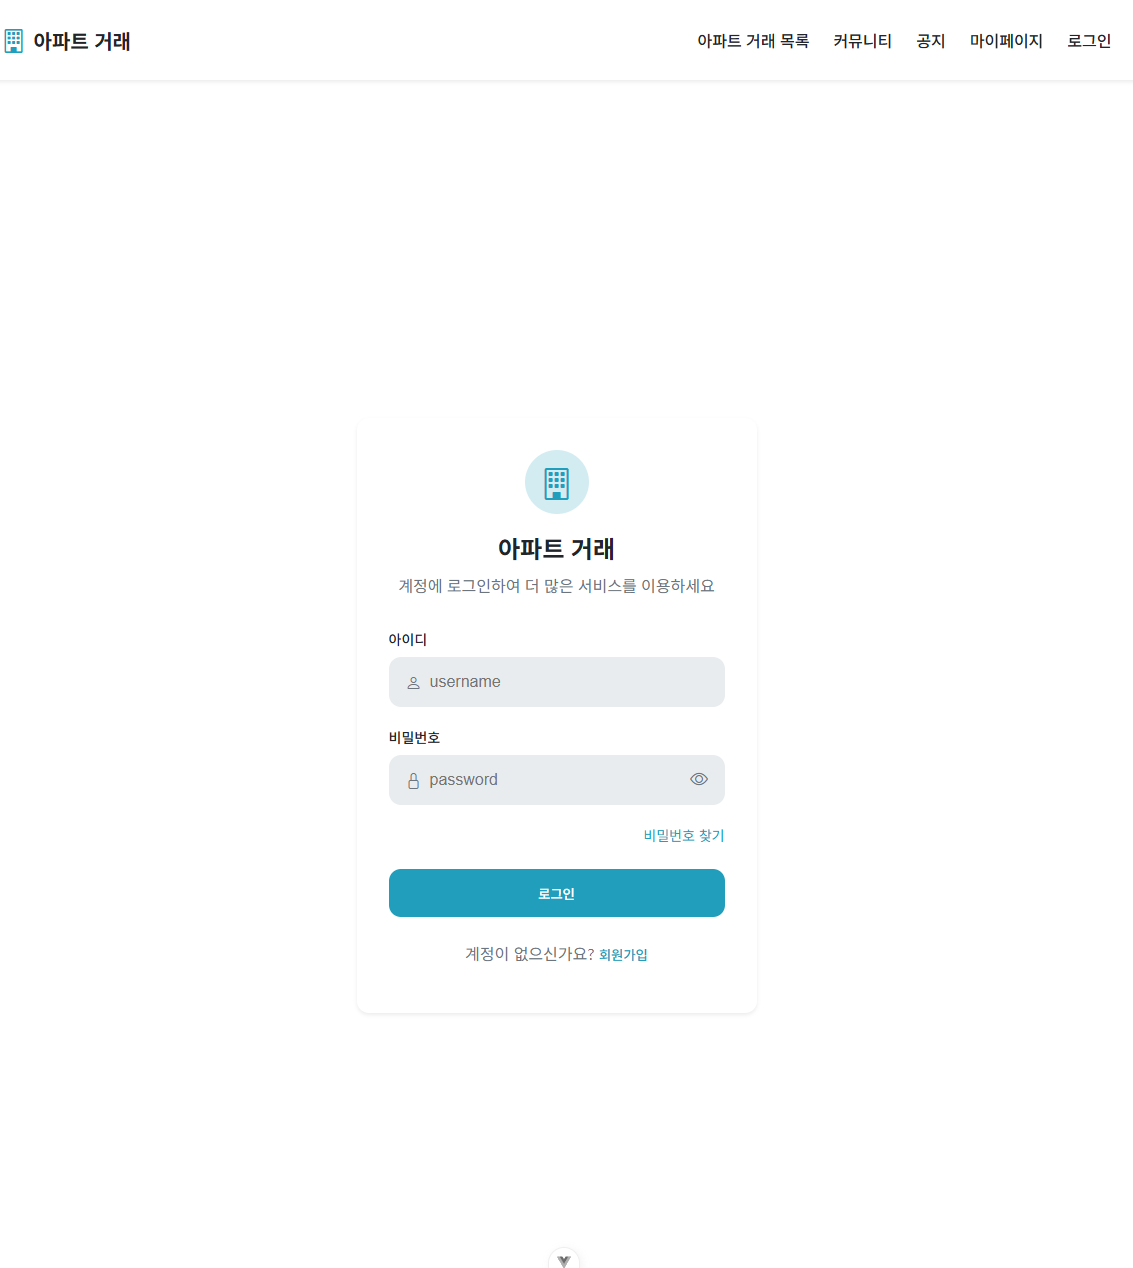 아파트 거래
아파트 거래 목록 커뮤니티 공지 마이페이지 로그인
아파트 거래
계정에 로그인하여 더 많은 서비스를 이용하세요
아이디
username
비밀번호
password
비밀번호 찾기
로그인
계정이 없으신가요? 회원가입